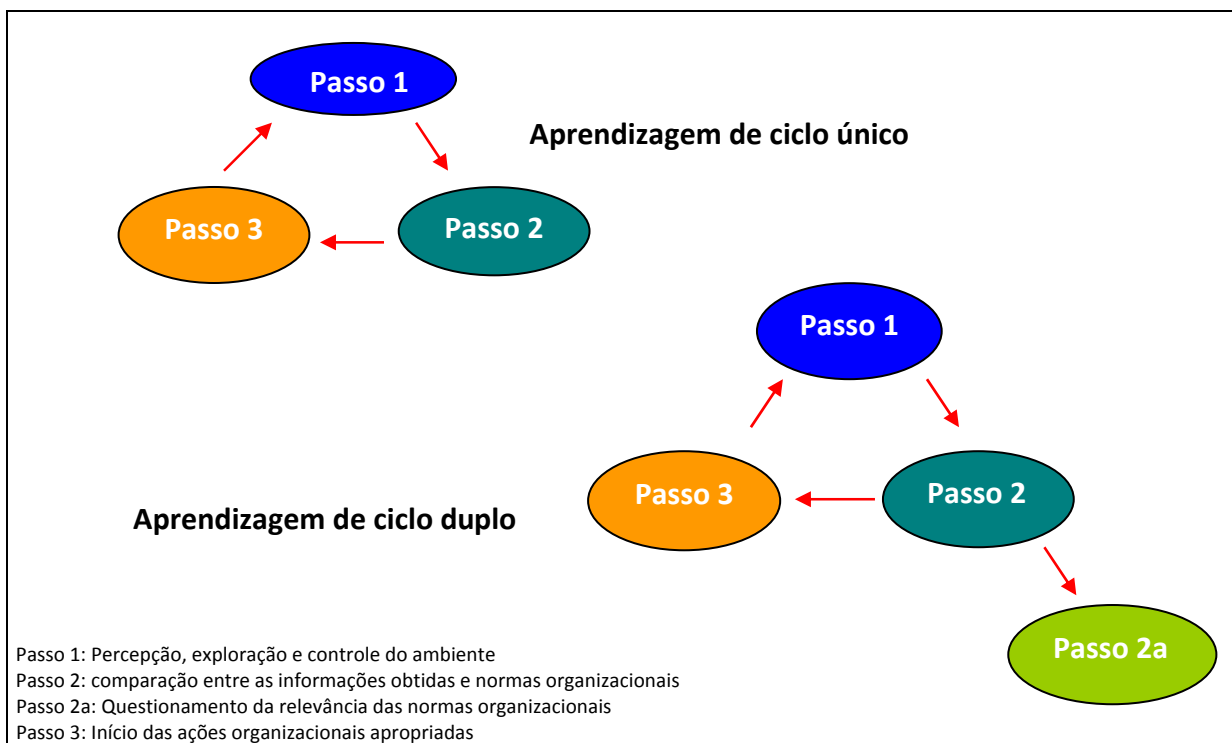 Passo 1
Aprendizagem de ciclo único
Passo 3
Passo 2
Passo 1
Passo 3
Passo 2
Aprendizagem de ciclo duplo
Passo 2a
Passo 1: Percepção, exploração e controle do ambiente
Passo 2: comparação entre as informações obtidas e normas organizacionais
Passo 2a: Questionamento da relevância das normas organizacionais
Passo 3: Início das ações organizacionais apropriadas